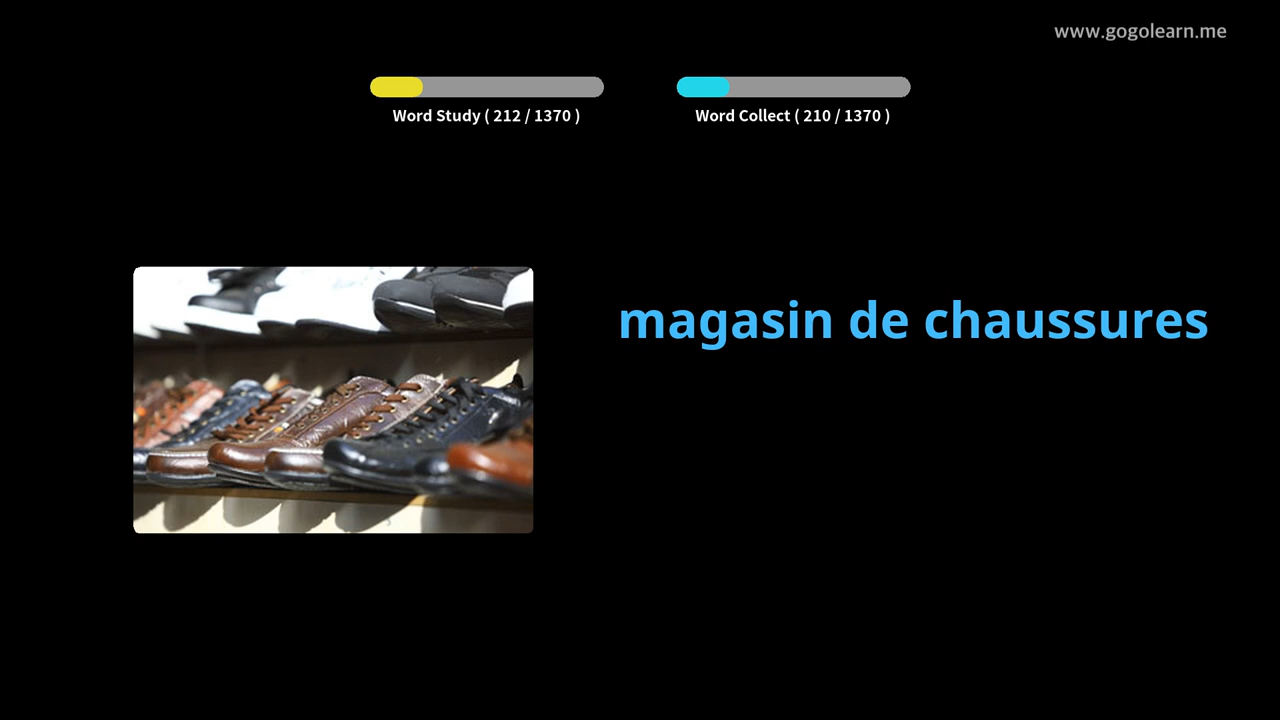 www.gogolearn.me
Word Study ( 212 / 1370 )
Word Collect ( 210 / 1370 )
magasin de chaussures